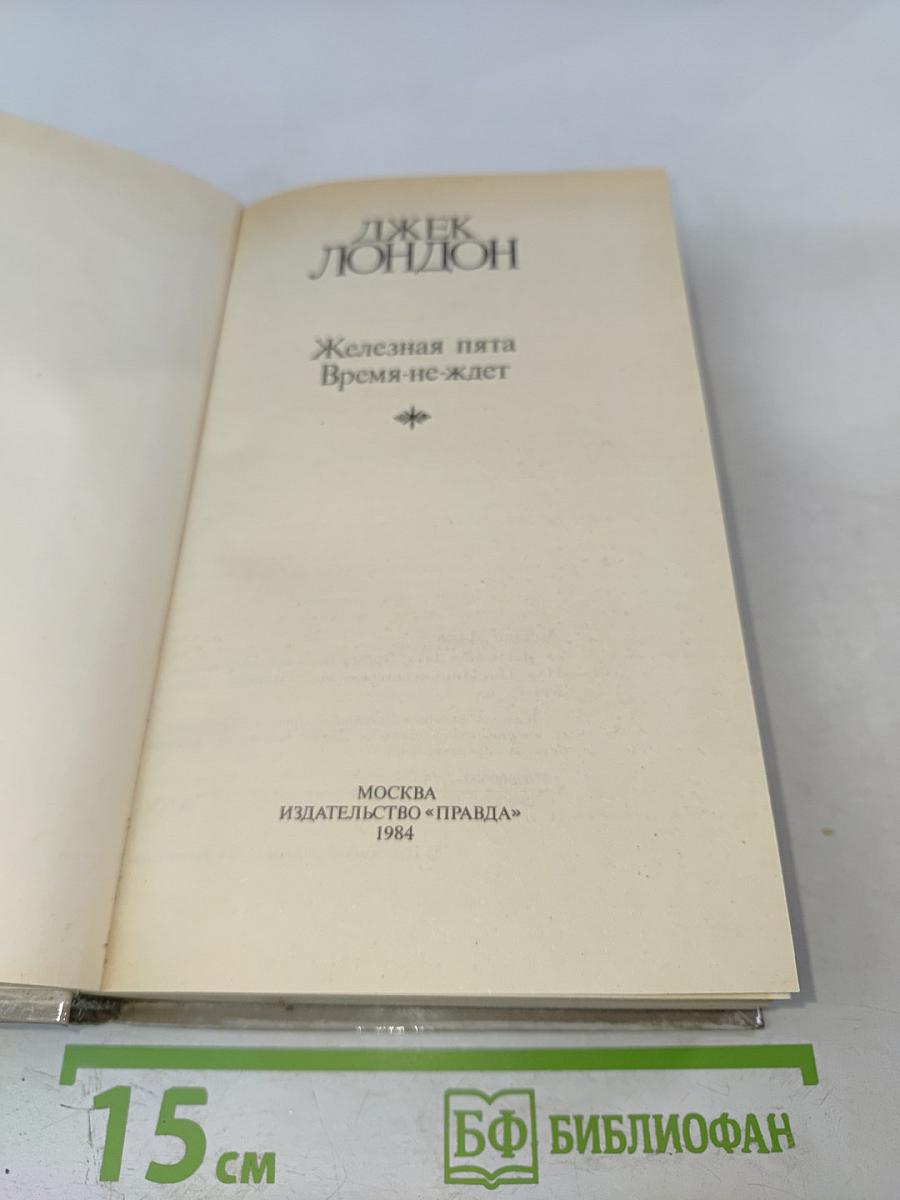 ДЖЕК
ЛОНДОН
Железная пята
Время-не-ждет
МОСКВА
ИЗДАТЕЛЬСТВО «ПРАВДА»
1984
15 см
БФ БИБЛИОФАН